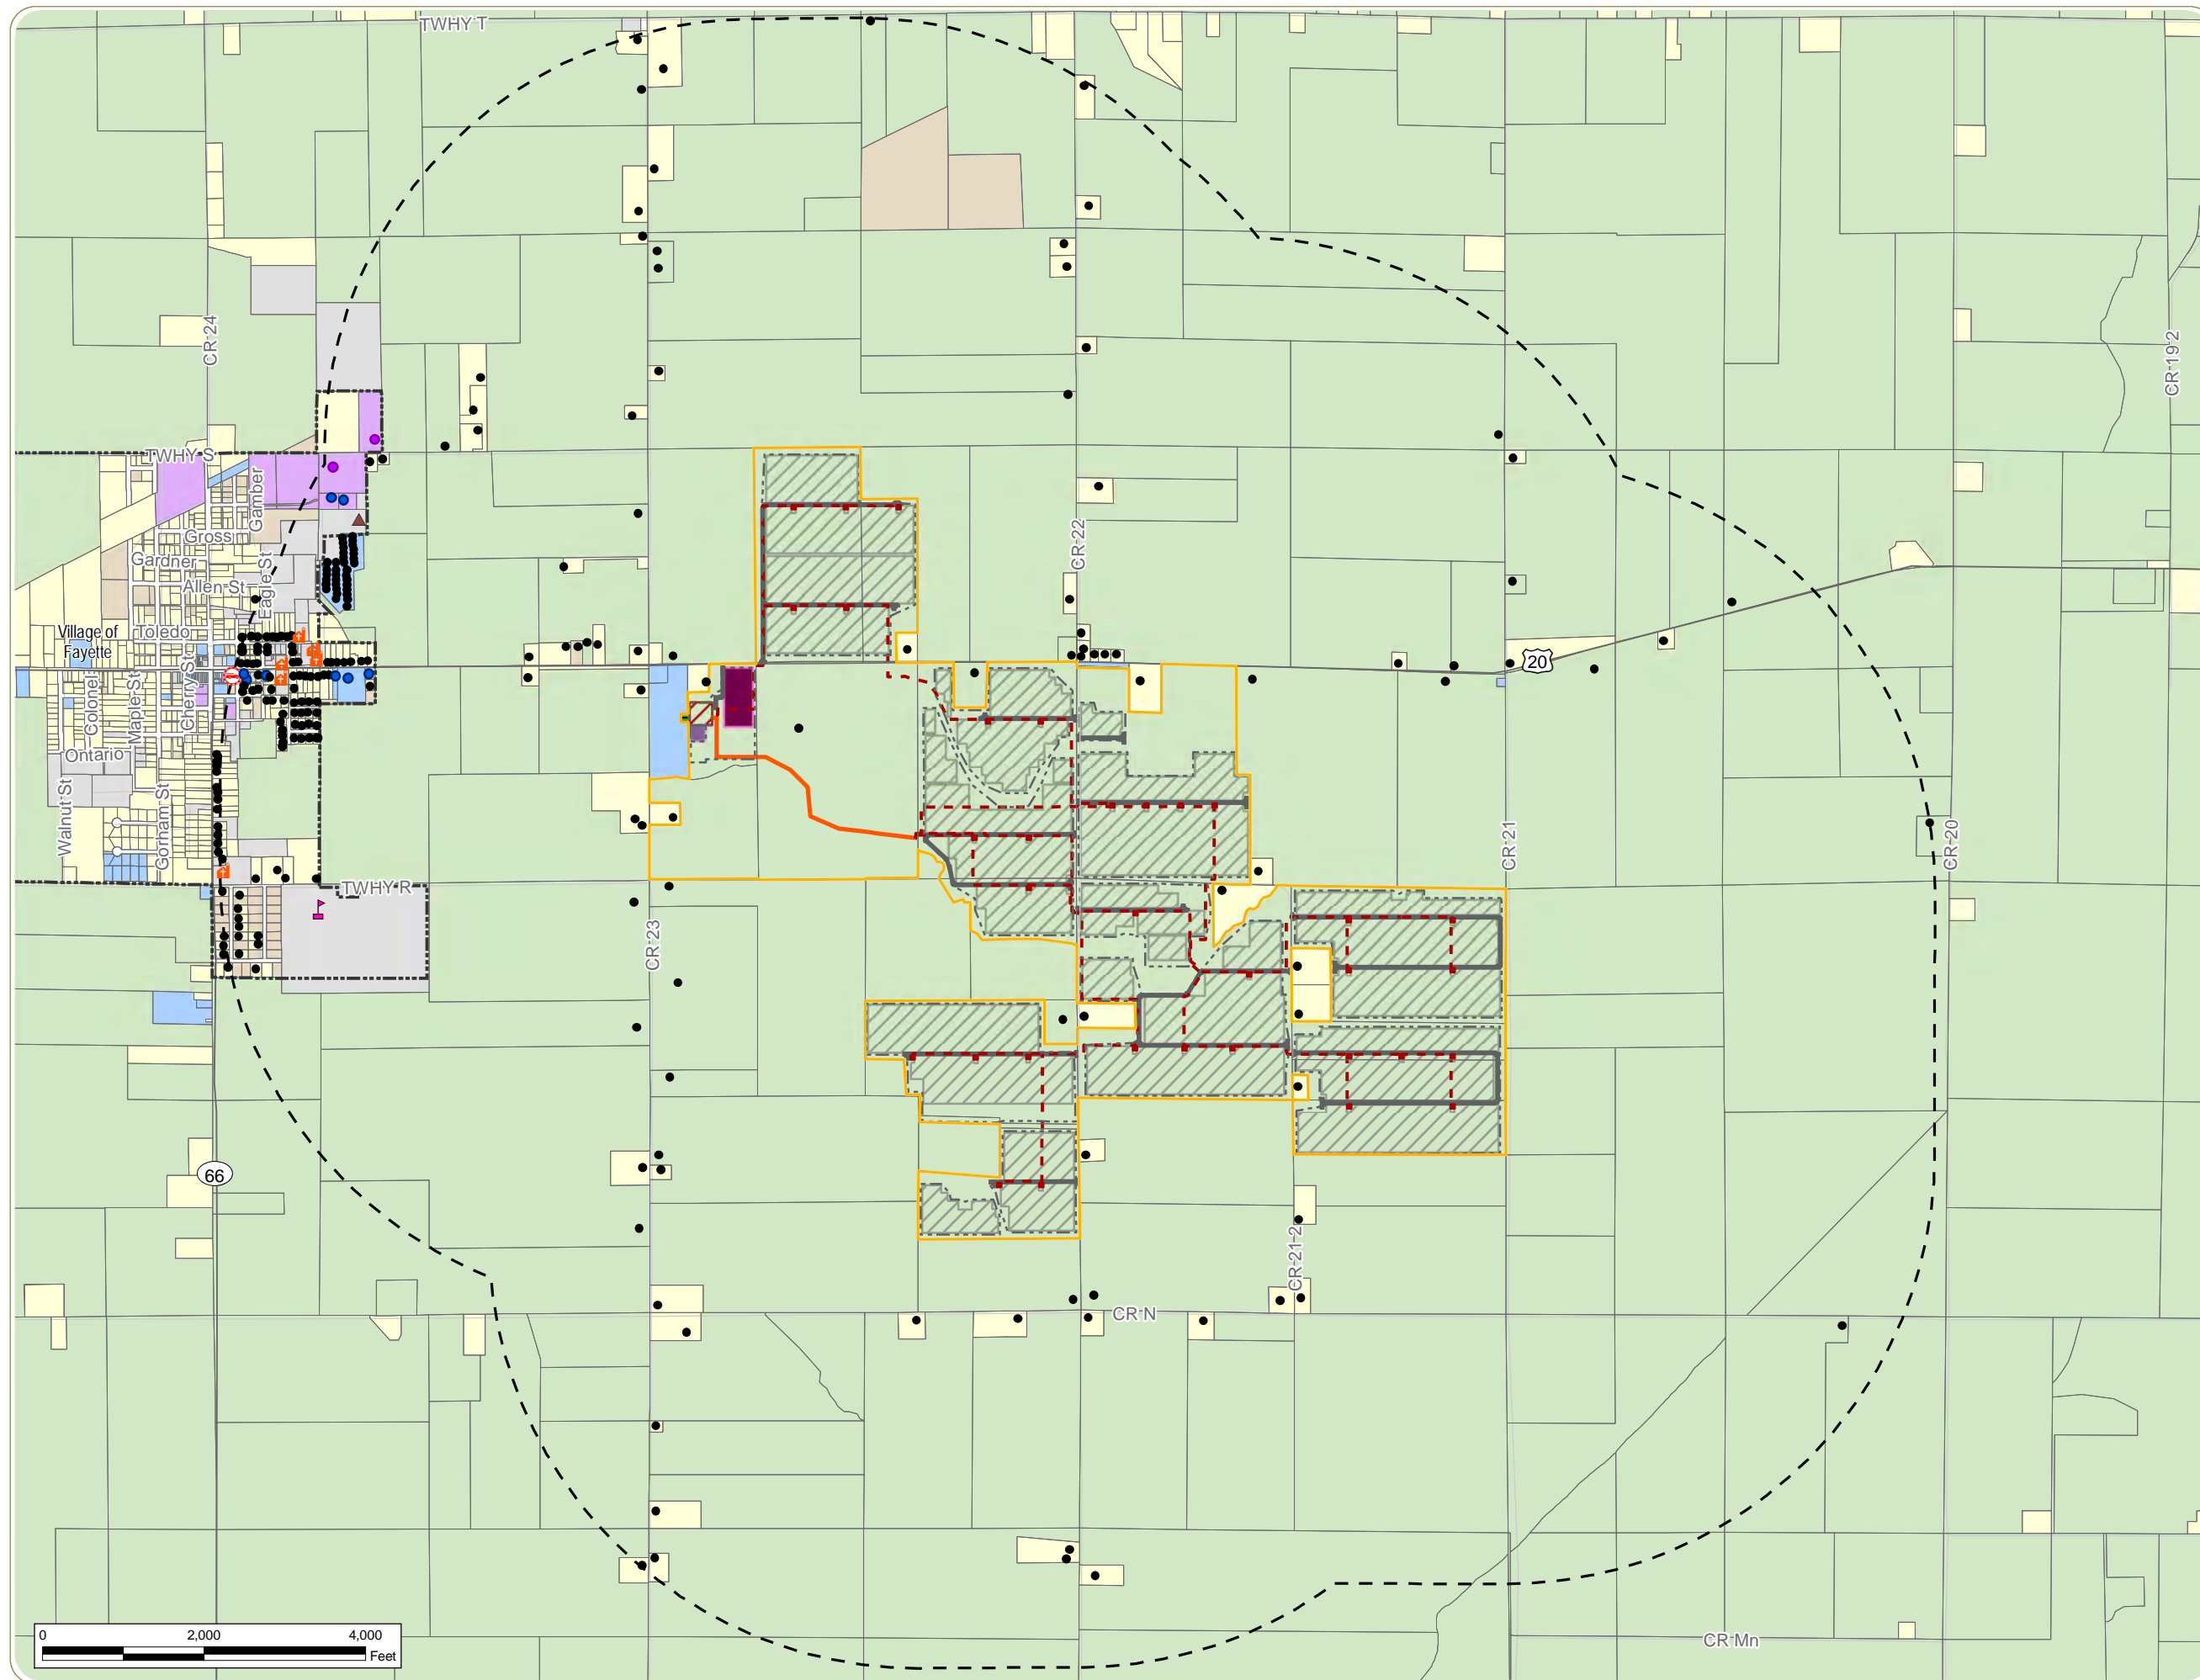 TWHY T
CR 24
CR 19 2
TWHY S
Gamber
Gross
CR 22
Gardner
Allen St
Eagle St
Village of
Fayette
Toledo
20
Colonel
Maple St
Cherry St
Ontario
Walnut St
Gorham St
CR 21
CR 20
TWHY R
CR 23
66
CR 21 2
CR N
0 2,000 4,000
Feet
CR Mn